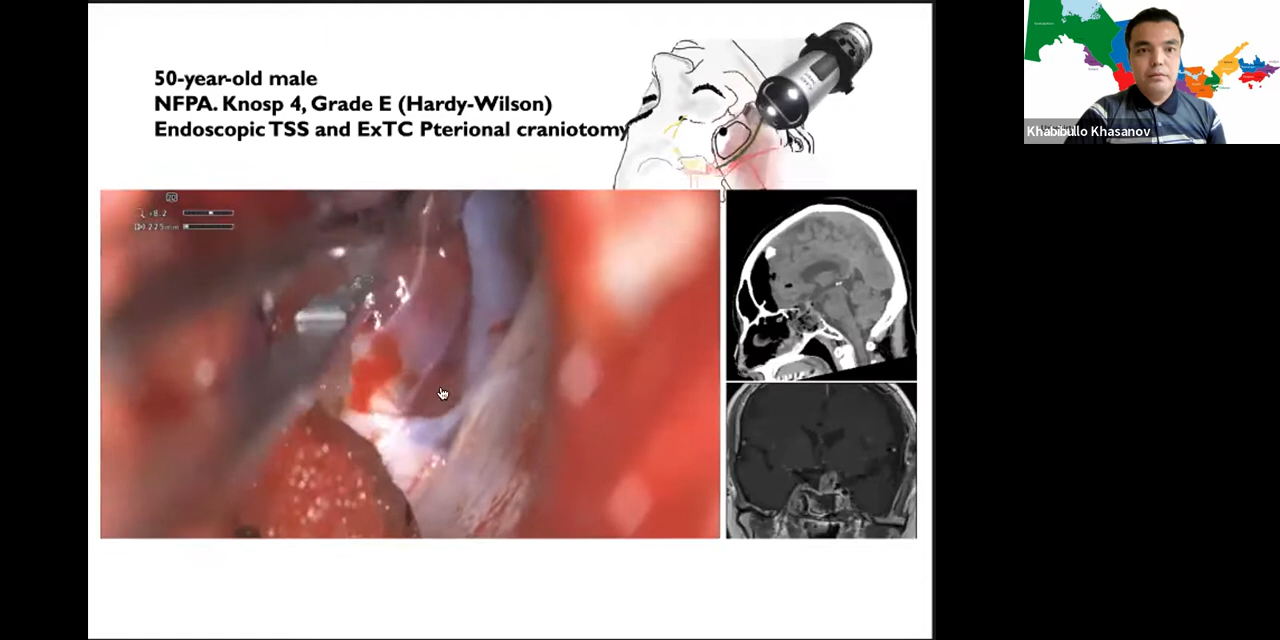 50-year-old male
NFPA. Knosp 4, Grade E (Hardy-Wilson)
Endoscopic TSS and ExTC Pterional craniotomy
Khabibullo Khasanov